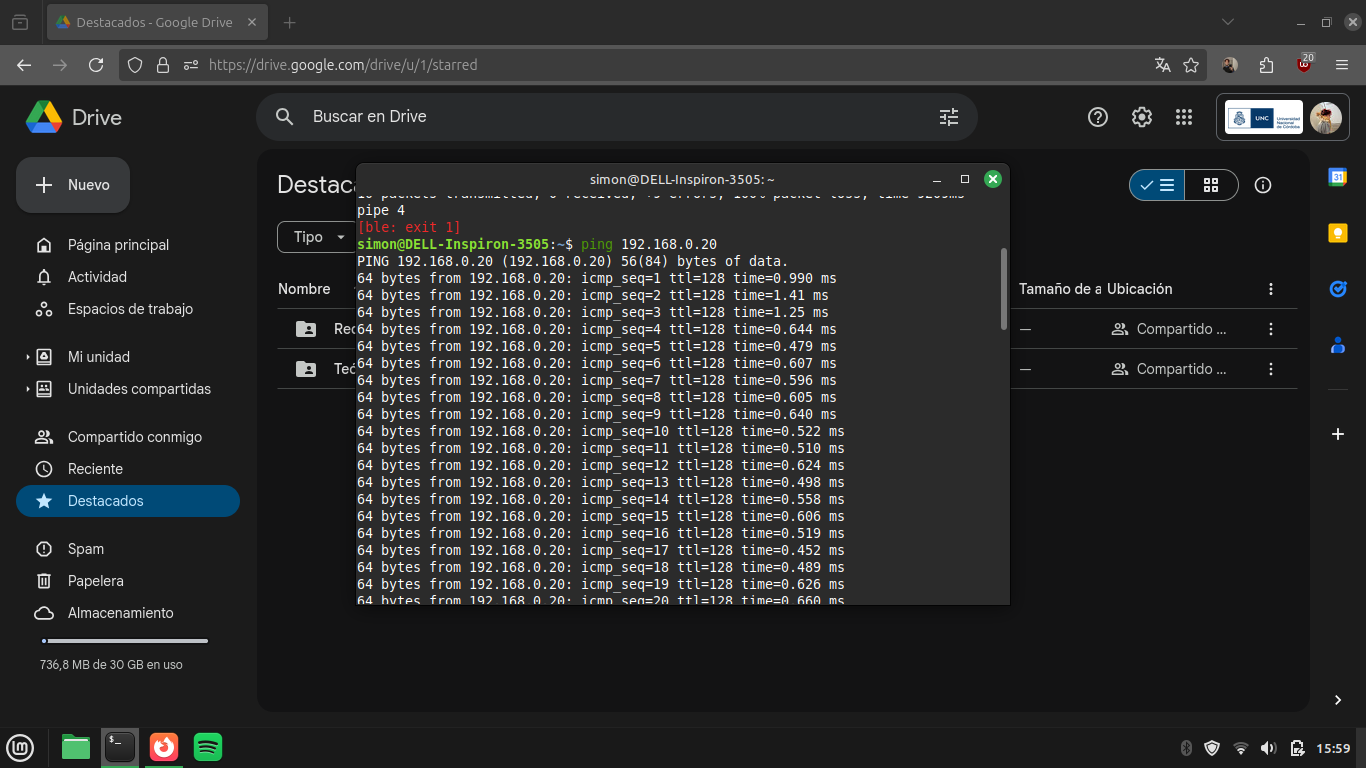 Destacados - Google Drive
https://drive.google.com/drive/u/1/starred
20
Drive
Buscar en Drive
UNC
Universidad
Nacional
de Córdoba
Nuevo
Página principal
Actividad
Espacios de trabajo
Mi unidad
Unidades compartidas
Compartido conmigo
Reciente
Destacados
Spam
Papelera
Almacenamiento
736,8 MB de 30 GB en uso
Destaca
Tipo
Nombre
Tamaño de a
Ubicación
Rec
—
Compartido ...
Teó
—
Compartido ...
31
simon@DELL-Inspiron-3505: ~
pipe 4
[ble: exit 1]
simon@DELL-Inspiron-3505:~$ ping 192.168.0.20
PING 192.168.0.20 (192.168.0.20) 56(84) bytes of data.
64 bytes from 192.168.0.20: icmp_seq=1 ttl=128 time=0.990 ms
64 bytes from 192.168.0.20: icmp_seq=2 ttl=128 time=1.41 ms
64 bytes from 192.168.0.20: icmp_seq=3 ttl=128 time=1.25 ms
64 bytes from 192.168.0.20: icmp_seq=4 ttl=128 time=0.644 ms
64 bytes from 192.168.0.20: icmp_seq=5 ttl=128 time=0.479 ms
64 bytes from 192.168.0.20: icmp_seq=6 ttl=128 time=0.607 ms
64 bytes from 192.168.0.20: icmp_seq=7 ttl=128 time=0.596 ms
64 bytes from 192.168.0.20: icmp_seq=8 ttl=128 time=0.605 ms
64 bytes from 192.168.0.20: icmp_seq=9 ttl=128 time=0.640 ms
64 bytes from 192.168.0.20: icmp_seq=10 ttl=128 time=0.522 ms
64 bytes from 192.168.0.20: icmp_seq=11 ttl=128 time=0.510 ms
64 bytes from 192.168.0.20: icmp_seq=12 ttl=128 time=0.624 ms
64 bytes from 192.168.0.20: icmp_seq=13 ttl=128 time=0.498 ms
64 bytes from 192.168.0.20: icmp_seq=14 ttl=128 time=0.558 ms
64 bytes from 192.168.0.20: icmp_seq=15 ttl=128 time=0.606 ms
64 bytes from 192.168.0.20: icmp_seq=16 ttl=128 time=0.519 ms
64 bytes from 192.168.0.20: icmp_seq=17 ttl=128 time=0.452 ms
64 bytes from 192.168.0.20: icmp_seq=18 ttl=128 time=0.489 ms
64 bytes from 192.168.0.20: icmp_seq=19 ttl=128 time=0.626 ms
64 bytes from 192.168.0.20: icmp_seq=20 ttl=128 time=0.660 ms
15:59